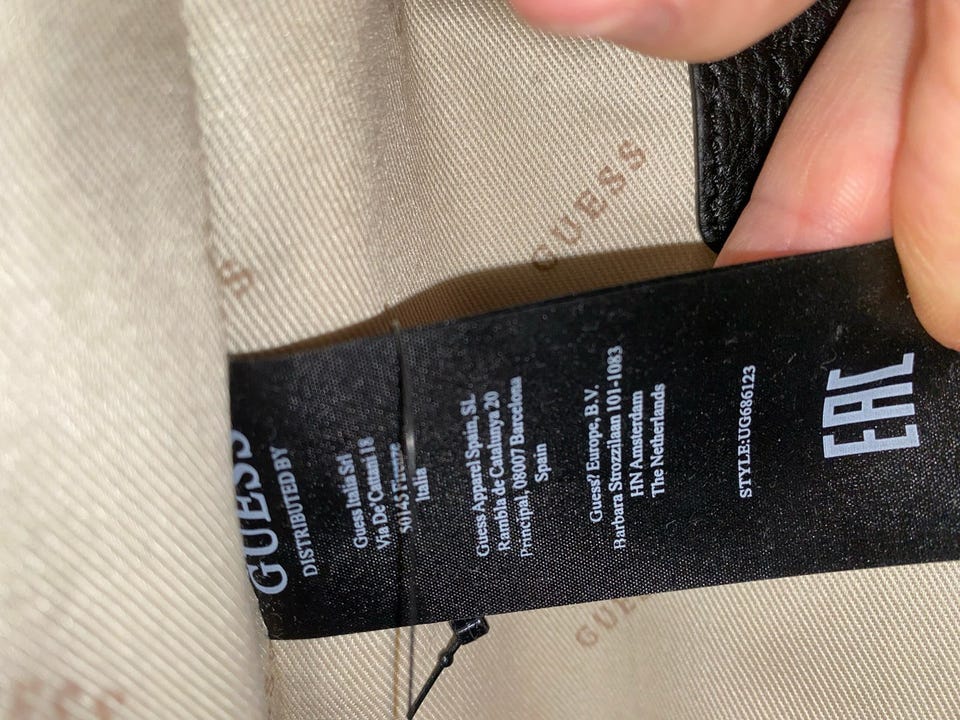 GUESS
GUESS
DISTRIBUTED BY
Guess Italia Srl
Via De'Cattani 18
50145 Firenze
Italia
Guess Apparel Spain, SL
Rambla de Catalunya 20
Principal, 08007 Barcelona
Spain
Guess? Europe, B.V.
Barbara Strozzilaan 101-1083
HN Amsterdam
The Netherlands
STYLE:UG686123
EAC
GUE